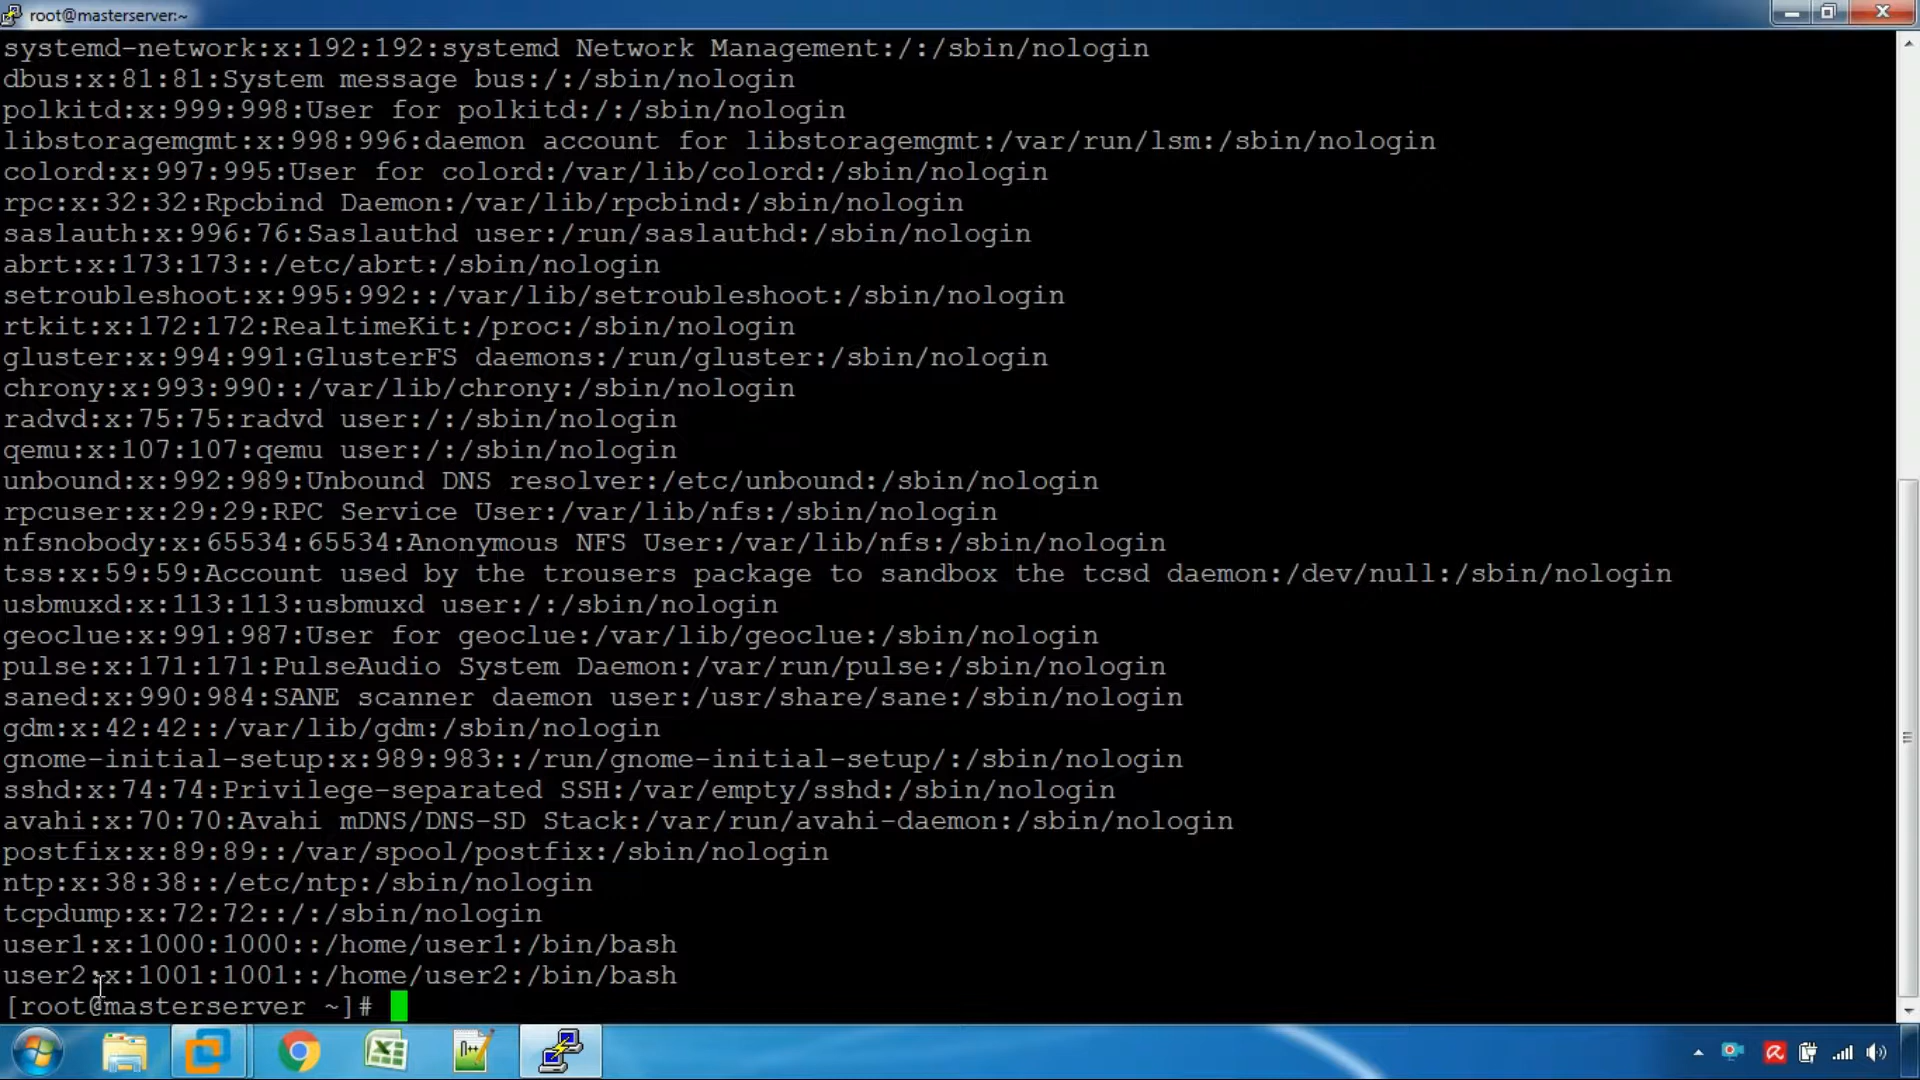 root@masterserver:~
systemd-network:x:192:192:systemd Network Management:/:/sbin/nologin
dbus:x:81:81:System message bus:/:/sbin/nologin
polkitd:x:999:998:User for polkitd:/:/sbin/nologin
libstoragemgmt:x:998:996:daemon account for libstoragemgmt:/var/run/lsm:/sbin/nologin
colord:x:997:995:User for colord:/var/lib/colord:/sbin/nologin
rpc:x:32:32:Rpcbind Daemon:/var/lib/rpcbind:/sbin/nologin
saslauth:x:996:76:Saslauthd user:/run/saslauthd:/sbin/nologin
abrt:x:173:173::/etc/abrt:/sbin/nologin
setroubleshoot:x:995:992::/var/lib/setroubleshoot:/sbin/nologin
rtkit:x:172:172:RealtimeKit:/proc:/sbin/nologin
gluster:x:994:991:GlusterFS daemons:/run/gluster:/sbin/nologin
chrony:x:993:990::/var/lib/chrony:/sbin/nologin
radvd:x:75:75:radvd user:/:/sbin/nologin
qemu:x:107:107:qemu user:/:/sbin/nologin
unbound:x:992:989:Unbound DNS resolver:/etc/unbound:/sbin/nologin
rpcuser:x:29:29:RPC Service User:/var/lib/nfs:/sbin/nologin
nfsnobody:x:65534:65534:Anonymous NFS User:/var/lib/nfs:/sbin/nologin
tss:x:59:59:Account used by the trousers package to sandbox the tcsd daemon:/dev/null:/sbin/nologin
usbmuxd:x:113:113:usbmuxd user:/:/sbin/nologin
geoclue:x:991:987:User for geoclue:/var/lib/geoclue:/sbin/nologin
pulse:x:171:171:PulseAudio System Daemon:/var/run/pulse:/sbin/nologin
saned:x:990:984:SANE scanner daemon user:/usr/share/sane:/sbin/nologin
gdm:x:42:42::/var/lib/gdm:/sbin/nologin
gnome-initial-setup:x:989:983::/run/gnome-initial-setup/:/sbin/nologin
sshd:x:74:74:Privilege-separated SSH:/var/empty/sshd:/sbin/nologin
avahi:x:70:70:Avahi mDNS/DNS-SD Stack:/var/run/avahi-daemon:/sbin/nologin
postfix:x:89:89::/var/spool/postfix:/sbin/nologin
ntp:x:38:38::/etc/ntp:/sbin/nologin
tcpdump:x:72:72::/:/sbin/nologin
user1:x:1000:1000::/home/user1:/bin/bash
user2:x:1001:1001::/home/user2:/bin/bash
[root@masterserver ~]#